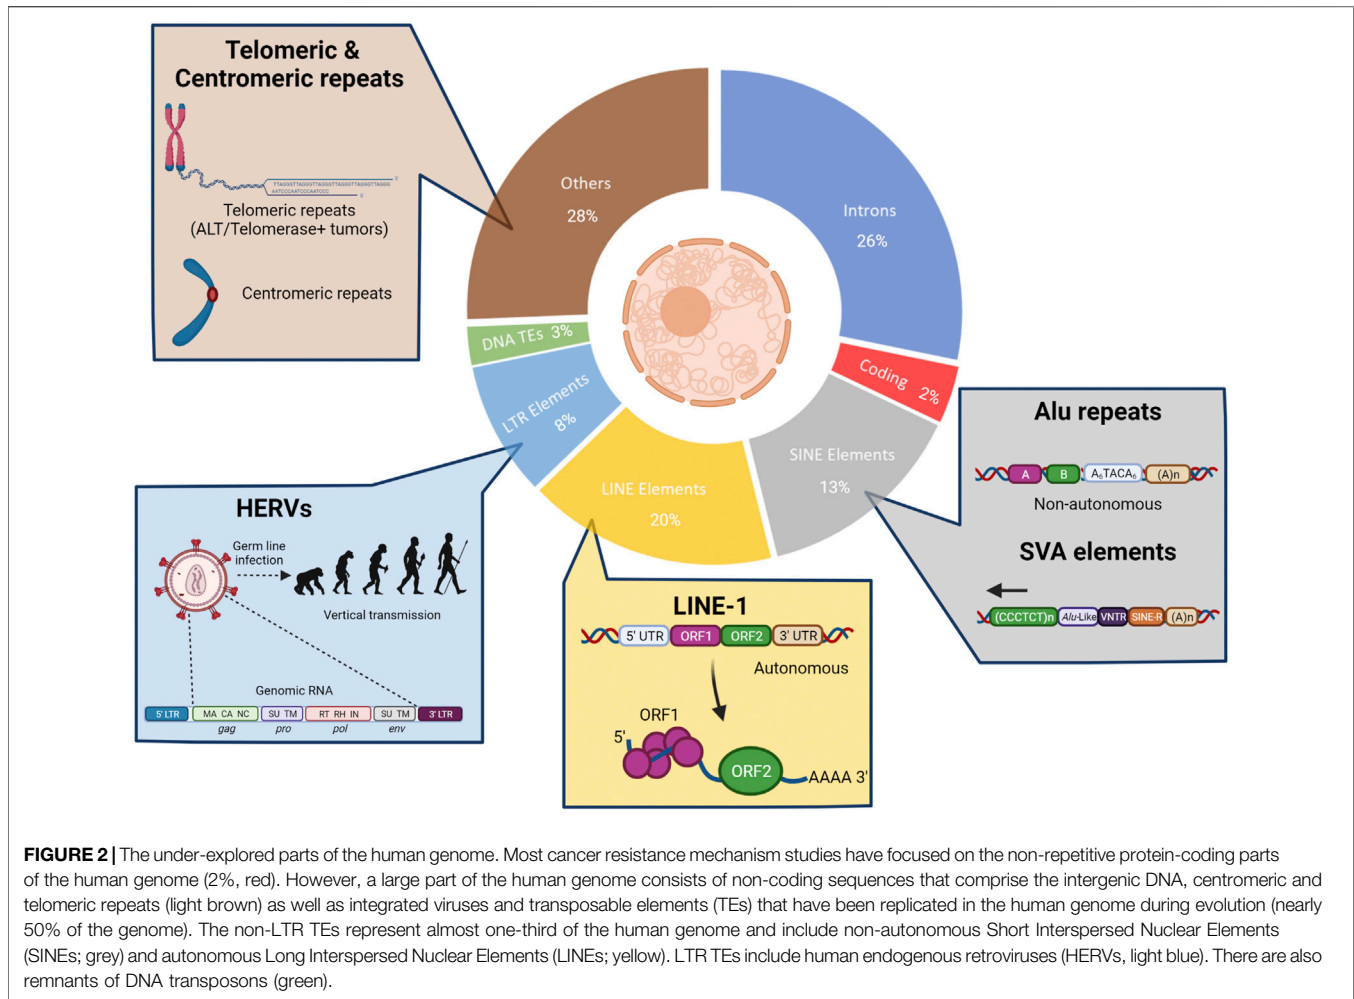 Telomeric &
Centromeric repeats
TTAGGGTTAGGGTTAGGGTTAGGGTTAGGGTTAGGG
3'
AATCCCAATCCCAATCCC
5'
Telomeric repeats
(ALT/Telomerase+ tumors)
Centromeric repeats
Others
28%
Introns
26%
DNA TEs 3%
LTR Elements
8%
LINE Elements
20%
SINE Elements
13%
Coding 2%
Alu repeats
A B A₆TACA₆ (A)n
Non-autonomous
SVA elements
(CCCTCT)n Alu-Like VNTR SINE-R (A)n
HERVs
Germ line
infection
Vertical transmission
Genomic RNA
5' LTR MA CA NC SU TM RT RH IN SU TM 3' LTR
gag pro pol env
LINE-1
5' UTR ORF1 ORF2 3' UTR
Autonomous
ORF1
5'
ORF2
AAAA 3'
FIGURE 2 | The under-explored parts of the human genome. Most cancer resistance mechanism studies have focused on the non-repetitive protein-coding parts
of the human genome (2%, red). However, a large part of the human genome consists of non-coding sequences that comprise the intergenic DNA, centromeric and
telomeric repeats (light brown) as well as integrated viruses and transposable elements (TEs) that have been replicated in the human genome during evolution (nearly
50% of the genome). The non-LTR TEs represent almost one-third of the human genome and include non-autonomous Short Interspersed Nuclear Elements
(SINEs; grey) and autonomous Long Interspersed Nuclear Elements (LINEs; yellow). LTR TEs include human endogenous retroviruses (HERVs, light blue). There are also
remnants of DNA transposons (green).